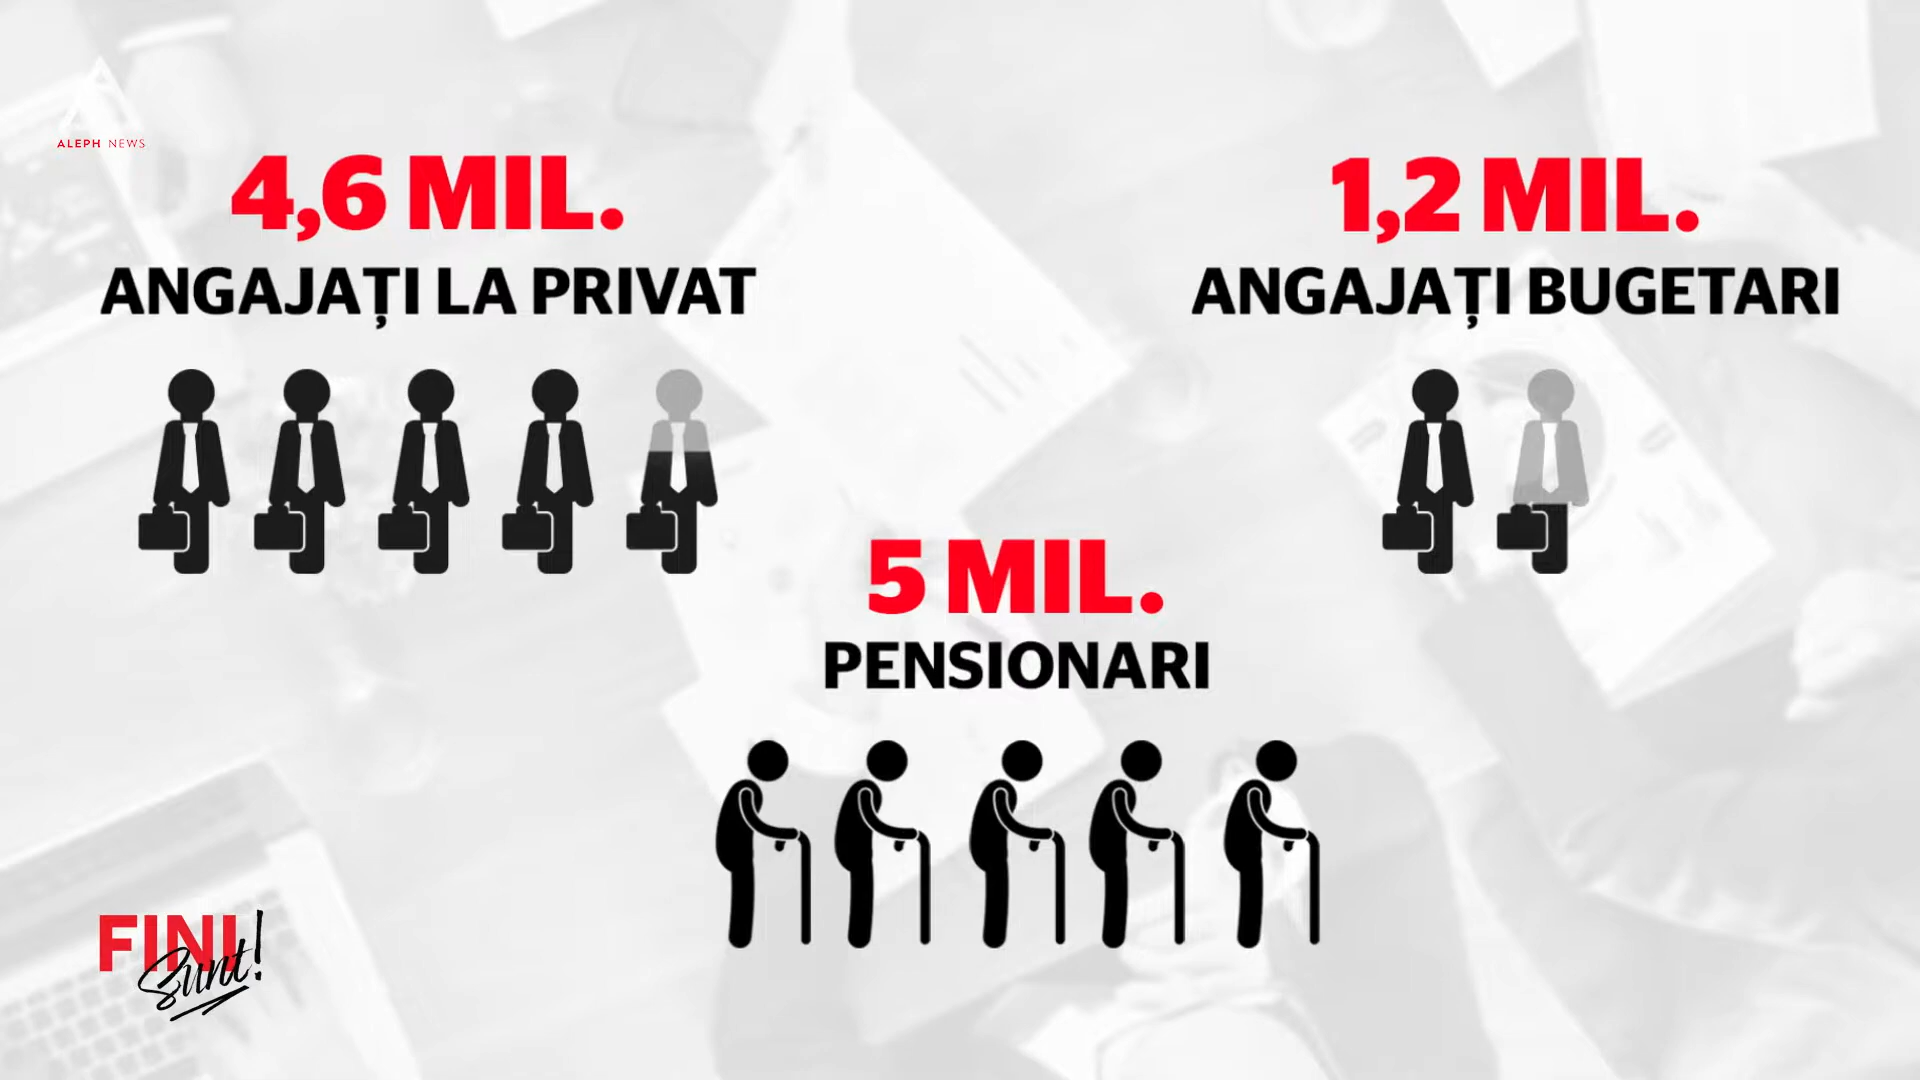 ALEPH NEWS
4,6 MIL.
ANGAJAȚI LA PRIVAT
1,2 MIL.
ANGAJAȚI BUGETARI
5 MIL.
PENSIONARI
FINI
Sunt!